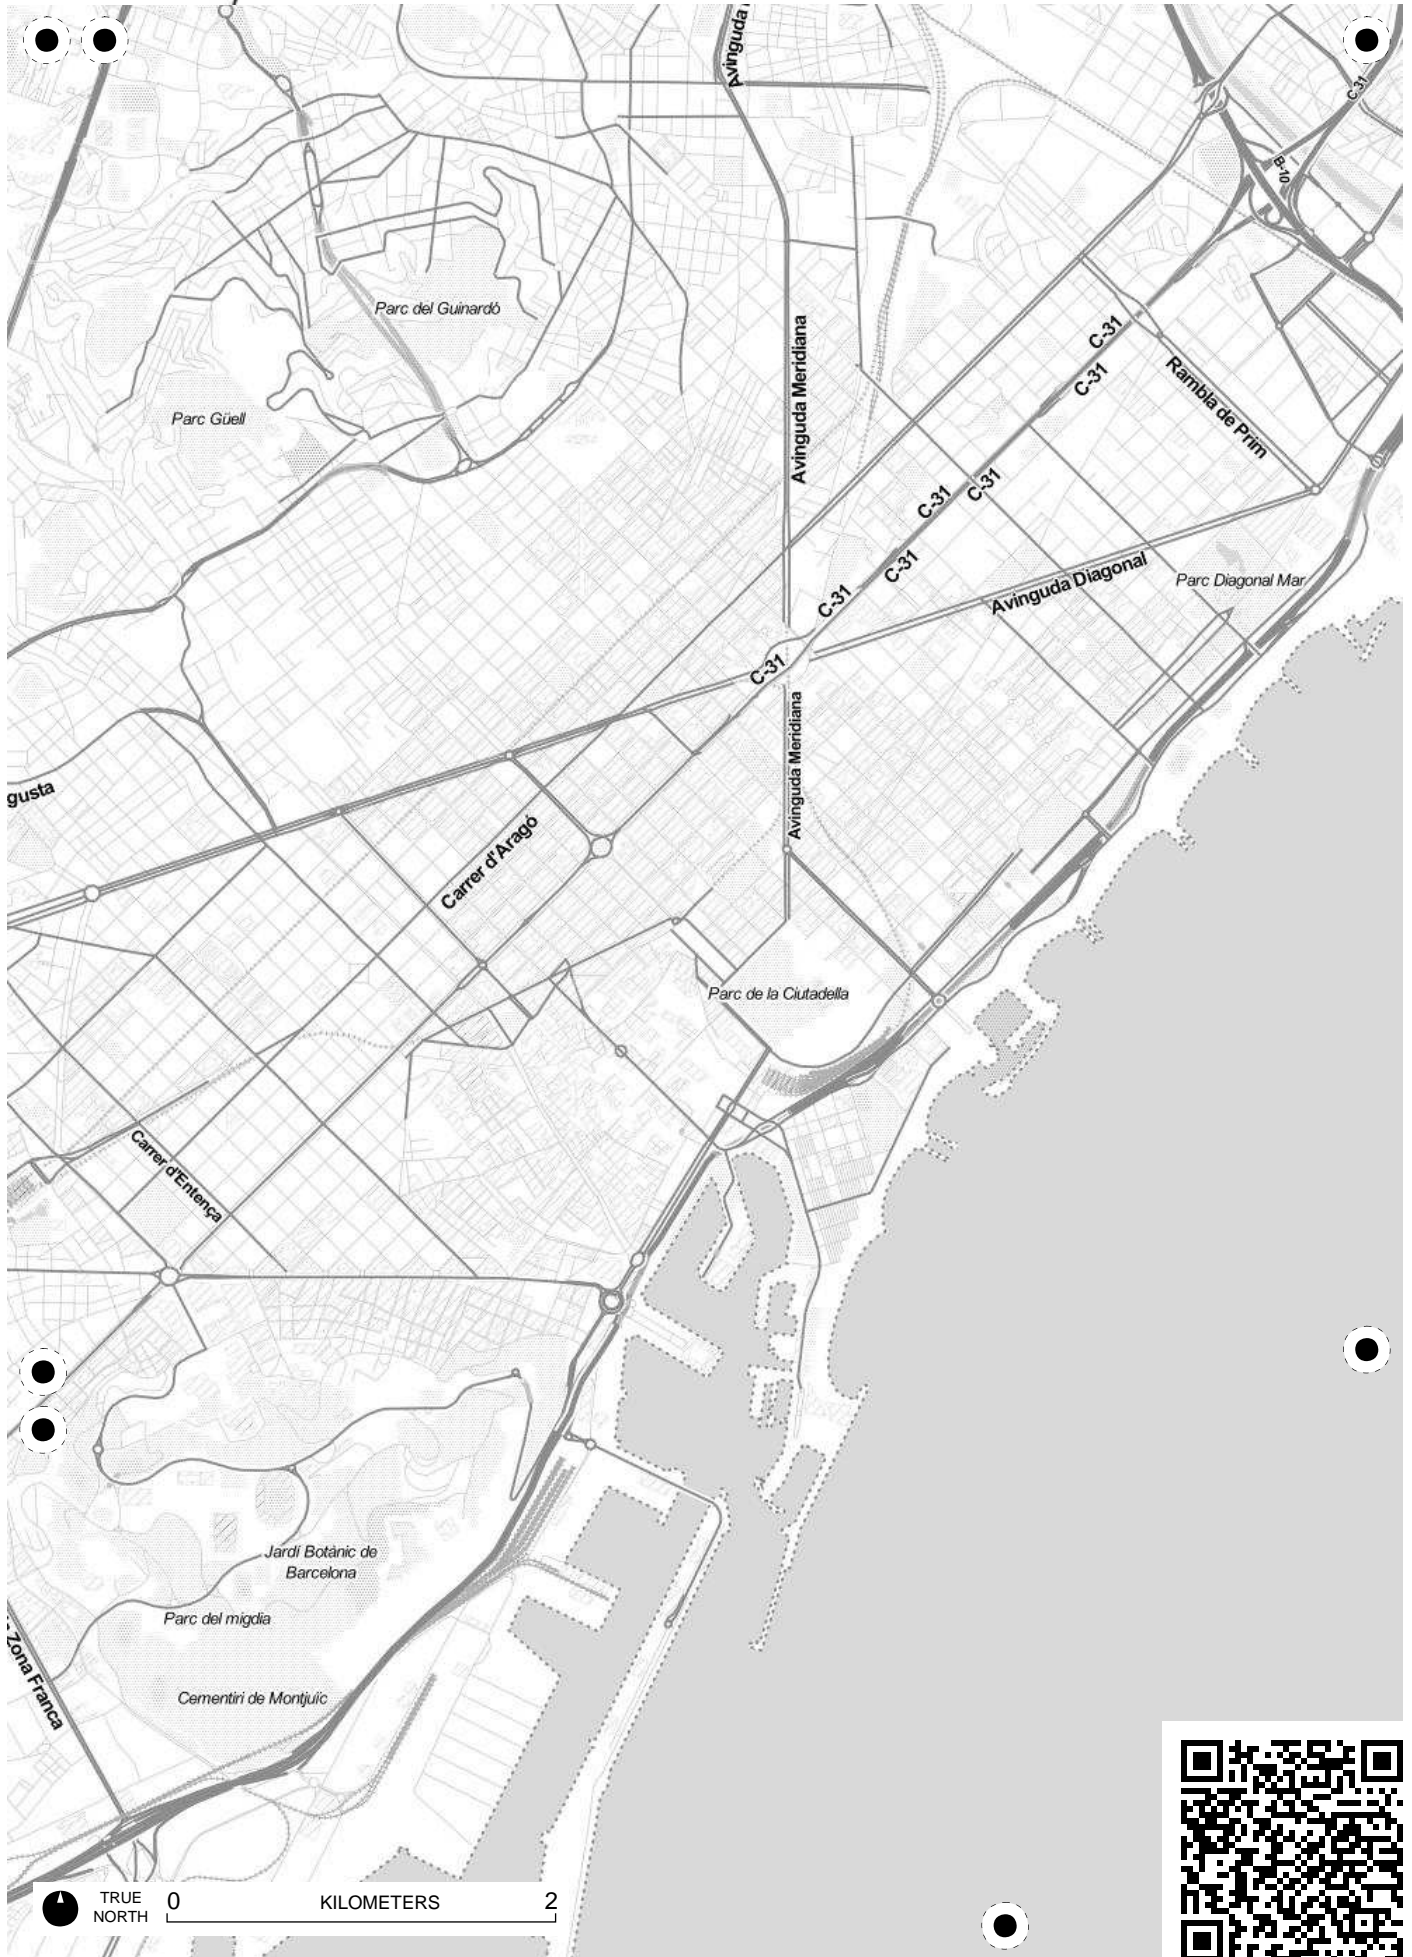 Avinguda
C-31
B-10
Parc del Guinardó
Avinguda Meridiana
C-31
C-31
Rambla de Prim
Parc Güell
C-31
C-31
C-31
Avinguda Diagonal
Parc Diagonal Mar
C-31
C-31
Avinguda Meridiana
gusta
Carrer d'Aragó
Parc de la Ciutadella
Carrer d'Entença
Jardí Botànic de
Barcelona
Parc del migdia
Zona Franca
Cementiri de Montjuïc
TRUE
NORTH
0
KILOMETERS
2